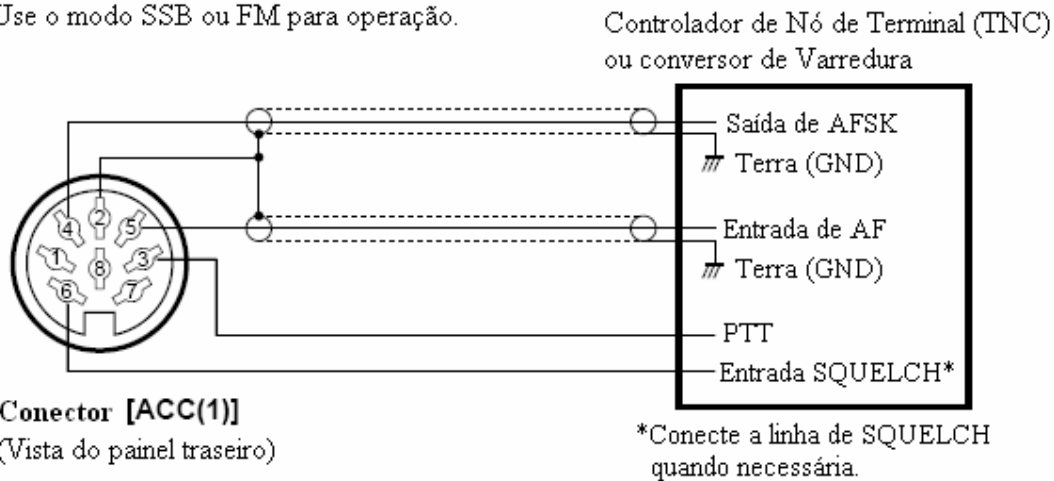 Use o modo SSB ou FM para operação.
Controlador de Nó de Terminal (TNC)
ou conversor de Varredura
Saída de AFSK
Terra (GND)
Entrada de AF
Terra (GND)
PTT
Entrada SQUELCH*
4
2
5
1
8
3
6
7
Conector [ACC(1)]
(Vista do painel traseiro)
*Conecte a linha de SQUELCH
quando necessária.